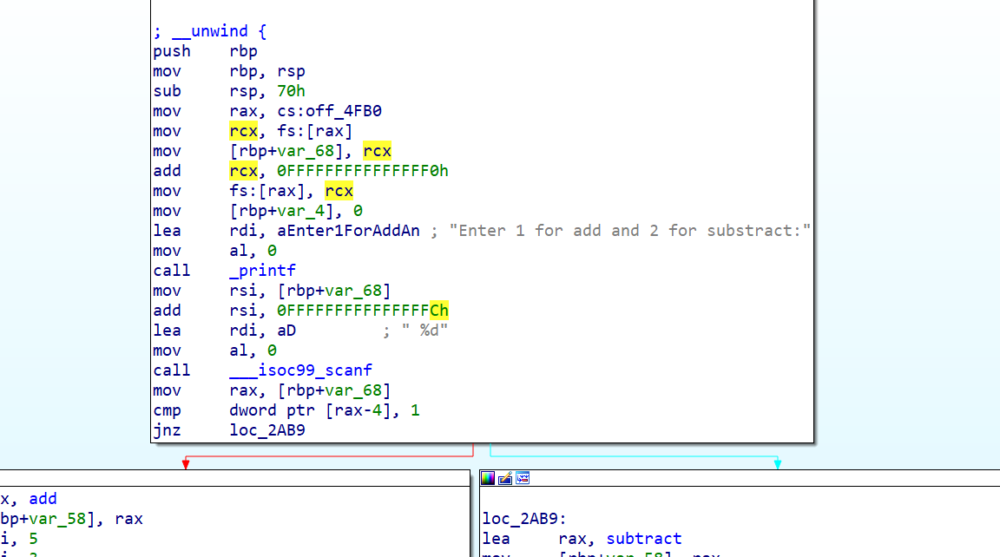 ; __unwind {
push rbp
mov rbp, rsp
sub rsp, 70h
mov rax, cs:off_4FB0
mov rcx, fs:[rax]
mov [rbp+var_68], rcx
add rcx, 0FFFFFFFFFFFFFFF0h
mov fs:[rax], rcx
mov [rbp+var_4], 0
lea rdi, aEnter1ForAddAn ; "Enter 1 for add and 2 for substract:"
mov al, 0
call _printf
mov rsi, [rbp+var_68]
add rsi, 0FFFFFFFFFFFFFFFCh
lea rdi, aD ; " %d"
mov al, 0
call ___isoc99_scanf
mov rax, [rbp+var_68]
cmp dword ptr [rax-4], 1
jnz loc_2AB9
x, add
bp+var_58], rax
i, 5
loc_2AB9:
lea rax, subtract
mov [rbp+var_58], rax